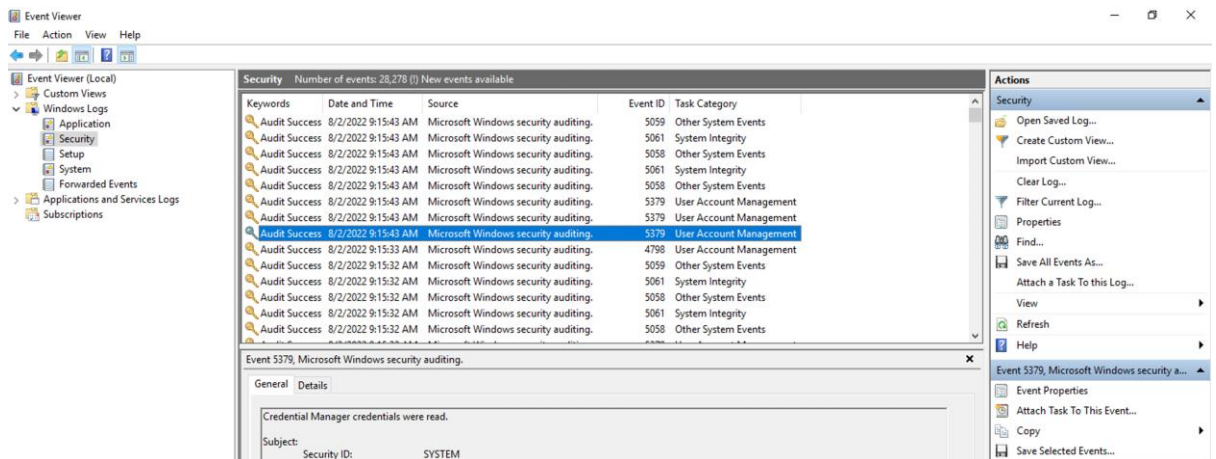 Event Viewer
File Action View Help
Event Viewer (Local)
Custom Views
Windows Logs
Application
Security
Setup
System
Forwarded Events
Applications and Services Logs
Subscriptions
Security Number of events: 28,278 (!) New events available
Keywords Date and Time Source Event ID Task Category
Audit Success 8/2/2022 9:15:43 AM Microsoft Windows security auditing. 5059 Other System Events
Audit Success 8/2/2022 9:15:43 AM Microsoft Windows security auditing. 5061 System Integrity
Audit Success 8/2/2022 9:15:43 AM Microsoft Windows security auditing. 5058 Other System Events
Audit Success 8/2/2022 9:15:43 AM Microsoft Windows security auditing. 5061 System Integrity
Audit Success 8/2/2022 9:15:43 AM Microsoft Windows security auditing. 5058 Other System Events
Audit Success 8/2/2022 9:15:43 AM Microsoft Windows security auditing. 5379 User Account Management
Audit Success 8/2/2022 9:15:43 AM Microsoft Windows security auditing. 5379 User Account Management
Audit Success 8/2/2022 9:15:43 AM Microsoft Windows security auditing. 5379 User Account Management
Audit Success 8/2/2022 9:15:33 AM Microsoft Windows security auditing. 4798 User Account Management
Audit Success 8/2/2022 9:15:32 AM Microsoft Windows security auditing. 5059 Other System Events
Audit Success 8/2/2022 9:15:32 AM Microsoft Windows security auditing. 5061 System Integrity
Audit Success 8/2/2022 9:15:32 AM Microsoft Windows security auditing. 5058 Other System Events
Audit Success 8/2/2022 9:15:32 AM Microsoft Windows security auditing. 5061 System Integrity
Audit Success 8/2/2022 9:15:32 AM Microsoft Windows security auditing. 5058 Other System Events
Event 5379, Microsoft Windows security auditing.
General Details
Credential Manager credentials were read.
Subject:
Security ID: SYSTEM
Actions
Security
Open Saved Log...
Create Custom View...
Import Custom View...
Clear Log...
Filter Current Log...
Properties
Find...
Save All Events As...
Attach a Task To this Log...
View
Refresh
Help
Event 5379, Microsoft Windows security a...
Event Properties
Attach Task To This Event...
Copy
Save Selected Events...